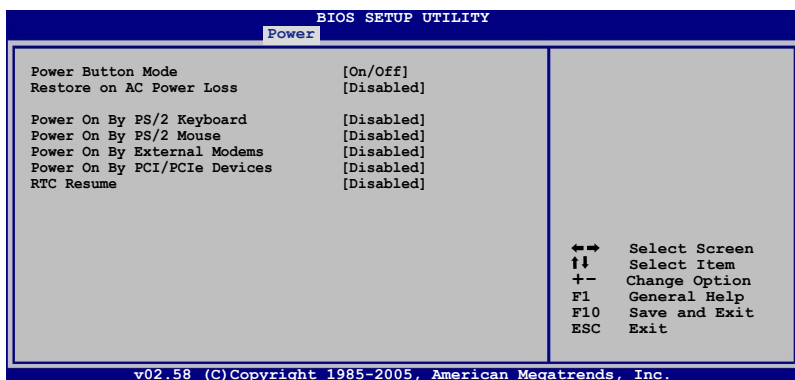 BIOS SETUP UTILITY
Power
Power Button Mode [On/Off]
Restore on AC Power Loss [Disabled]
Power On By PS/2 Keyboard [Disabled]
Power On By PS/2 Mouse [Disabled]
Power On By External Modems [Disabled]
Power On By PCI/PCIe Devices [Disabled]
RTC Resume [Disabled]
←→ Select Screen
↑↓ Select Item
+- Change Option
F1 General Help
F10 Save and Exit
ESC Exit
v02.58 (C)Copyright 1985-2005, American Megatrends, Inc.